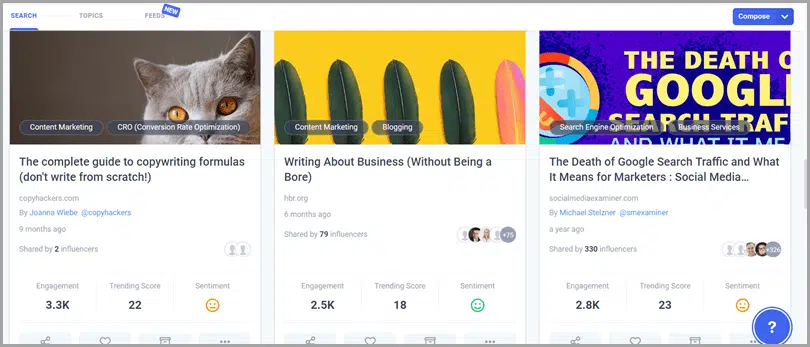 SEARCH
TOPICS
FEEDS
NEW
Compose
Content Marketing
CRO (Conversion Rate Optimization)
The complete guide to copywriting formulas
(don't write from scratch!)
copyhackers.com
By Joanna Wiebe @copyhackers
9 months ago
Shared by 2 influencers
Engagement
Trending Score
Sentiment
3.3K
22
Content Marketing
Blogging
Writing About Business (Without Being a
Bore)
hbr.org
6 months ago
Shared by 79 influencers
+75
Engagement
Trending Score
Sentiment
2.5K
18
THE DEATH O
GOOGL
SEARCH TRAF
AND WHAT IT ME
Search Engine Optimization
Business Services
The Death of Google Search Traffic and What
It Means for Marketers : Social Media...
socialmediaexaminer.com
By Michael Stelzner @smexaminer
a year ago
Shared by 330 influencers
+326
Engagement
Trending Score
Sentiment
2.8K
23
?